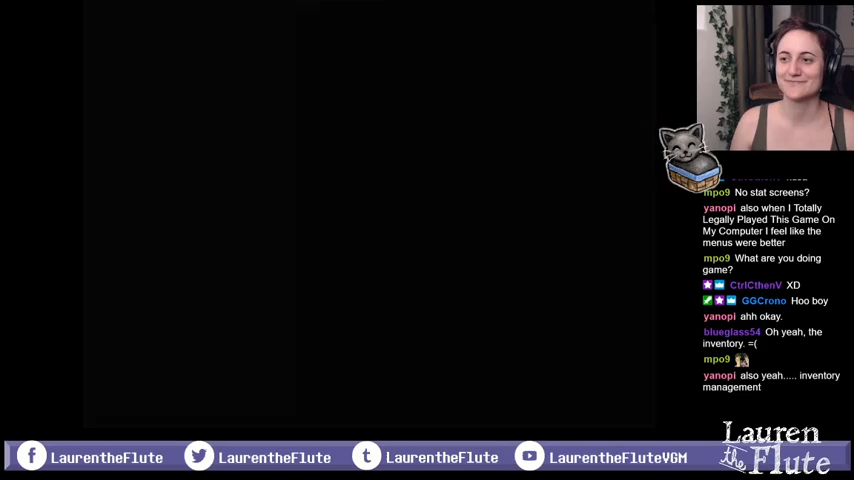 mpo9 No stat screens?
yanopi also when I Totally
Legally Played This Game On
My Computer I feel like the
menus were better
mpo9 What are you doing
game?
CtrlCthenV XD
GGCrono Hoo boy
yanopi ahh okay.
blueglass54 Oh yeah, the
inventory. =(
mpo9
yanopi also yeah..... inventory
management
LaurentheFlute LaurentheFlute LaurentheFlute LaurentheFluteVGM
Lauren
the Flute